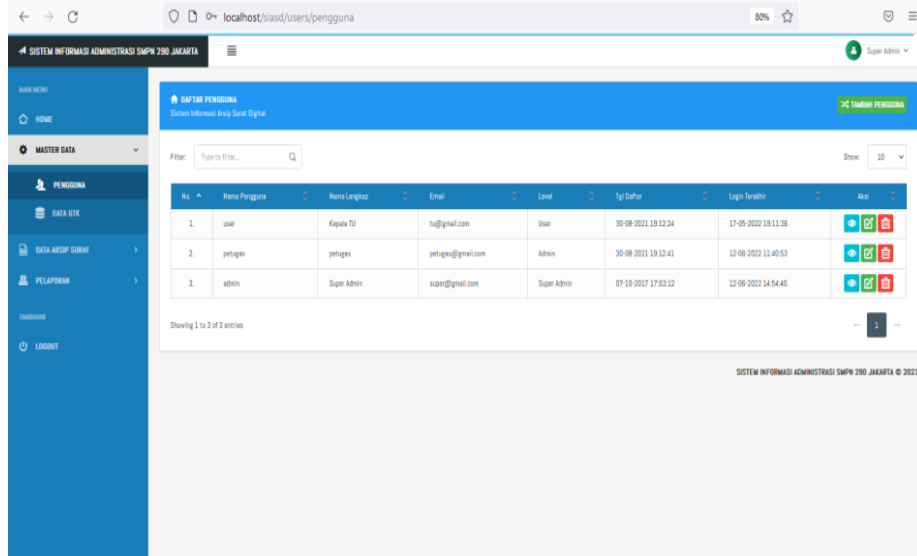 localhost/siasd/users/pengguna
80%
SISTEM INFORMASI ADMINISTRASI SMPN 290 JAKARTA
Super Admin
MAIN MENU
HOME
MASTER DATA
PENGGUNA
DATA GTK
DATA ARSIP SURAT
PELAPORAN
TAMBAHAN
LOGOUT
DAFTAR PENGGUNA
Sistem Informasi Arsip Surat Digital
TAMBAH PENGGUNA
Filter: Type to filter...
Show: 10
No. Nama Pengguna Nama Lengkap Email Level Tgl Daftar Login Terakhir Aksi
1. user Kepala TU tu@gmail.com User 30-08-2021 19:12:24 17-05-2022 19:11:36
2. petugas petugas petugas@gmail.com Admin 30-08-2021 19:12:41 12-06-2022 11:40:53
3. admin Super Admin super@gmail.com Super Admin 07-10-2017 17:03:12 12-06-2022 14:54:40
Showing 1 to 3 of 3 entries
← 1 →
SISTEM INFORMASI ADMINISTRASI SMPN 290 JAKARTA ©